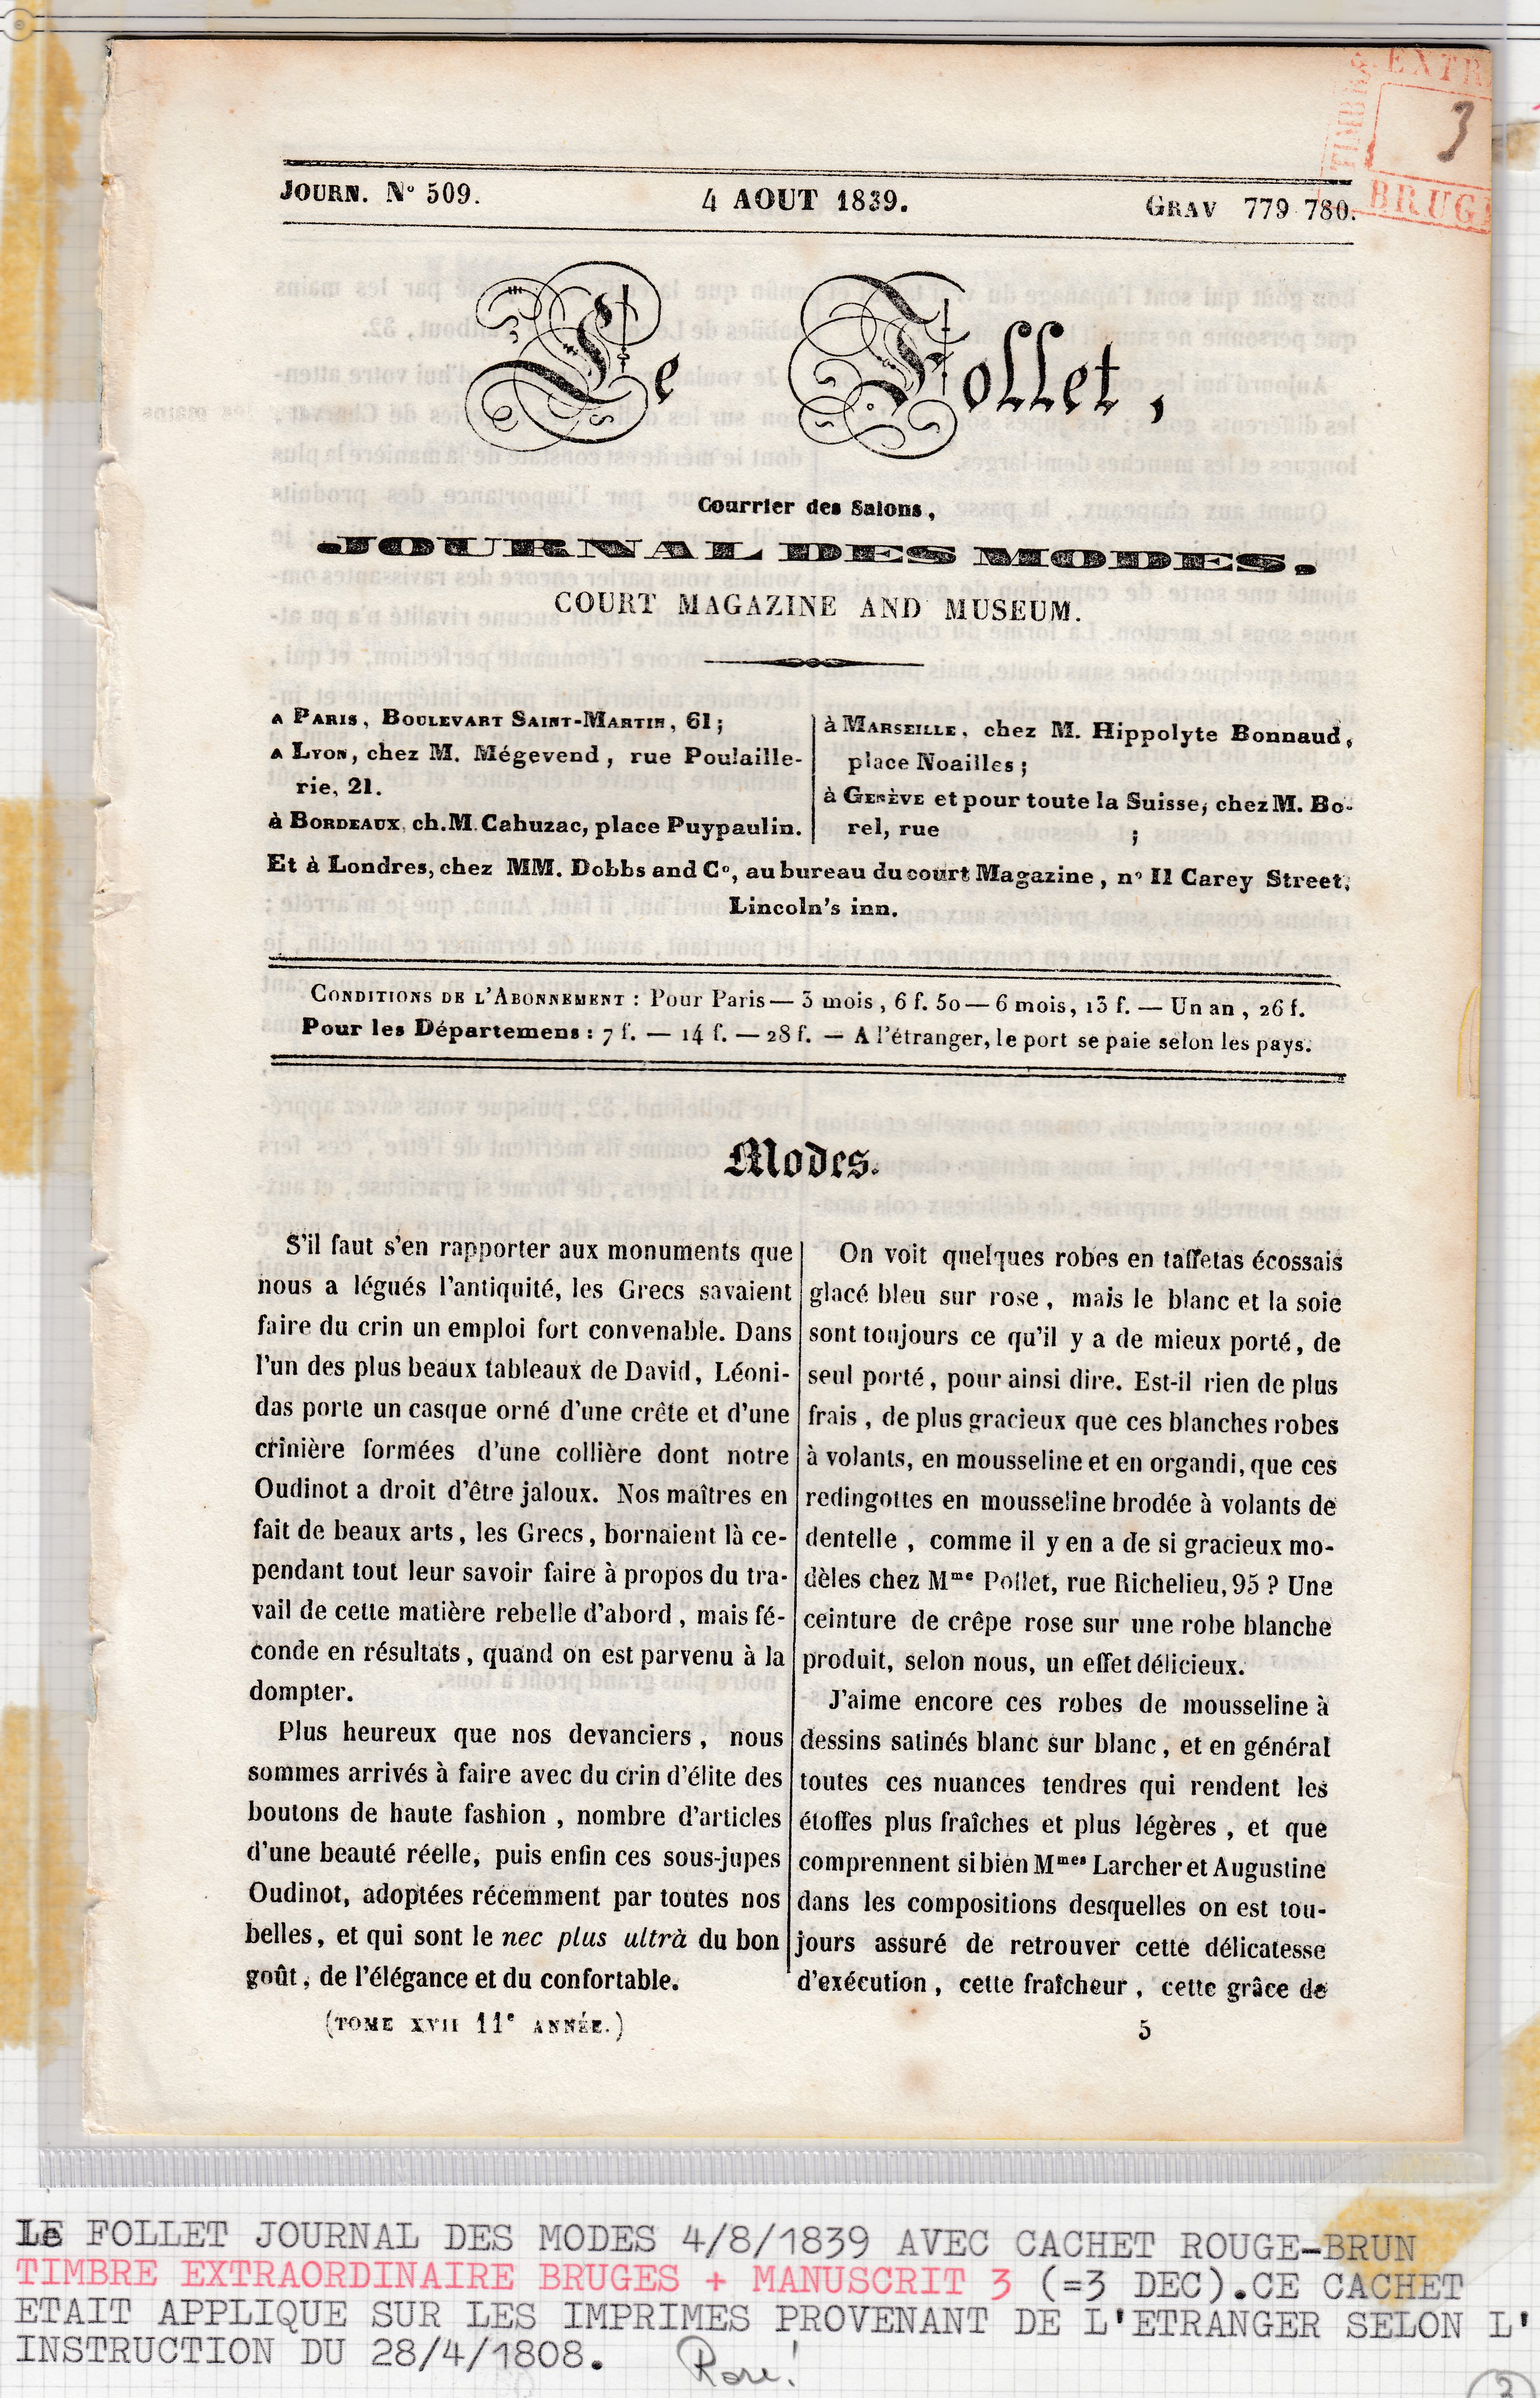 TIMBRE EXTR
3
BRUG
JOURN. Nº 509.
4 AOUT 1839.
GRAV 779 780.
Le Follet,
Courrier des Salons,
JOURNAL DES MODES.
COURT MAGAZINE AND MUSEUM.
A PARIS, BOULEVART SAINT-MARTIN, 61;
A LYON, chez M. Mégevend, rue Poulaille-
rie, 21.
à BORDEAUX, ch. M. Cahuzac, place Puypaulin.
à MARSEILLE, chez M. Hippolyte Bonnaud,
place Noailles;
à GENÈVE et pour toute la Suisse, chez M. Bo-
rel, rue ;
Et à Londres, chez MM. Dobbs and Cº, au bureau du court Magazine, nº 11 Carey Street,
Lincoln's inn.
CONDITIONS DE L'ABONNEMENT : Pour Paris — 3 mois, 6 f. 50 — 6 mois, 13 f. — Un an, 26 f.
Pour les Départemens : 7 f. — 14 f. — 28 f. — A l'étranger, le port se paie selon les pays.
Modes.
S'il faut s'en rapporter aux monuments que
nous a légués l'antiquité, les Grecs savaient
faire du crin un emploi fort convenable. Dans
l'un des plus beaux tableaux de David, Léoni-
das porte un casque orné d'une crête et d'une
crinière formées d'une collière dont notre
Oudinot a droit d'être jaloux. Nos maîtres en
fait de beaux arts, les Grecs, bornaient là ce-
pendant tout leur savoir faire à propos du tra-
vail de cette matière rebelle d'abord, mais fé-
conde en résultats, quand on est parvenu à la
dompter.
Plus heureux que nos devanciers, nous
sommes arrivés à faire avec du crin d'élite des
boutons de haute fashion, nombre d'articles
d'une beauté réelle, puis enfin ces sous-jupes
Oudinot, adoptées récemment par toutes nos
belles, et qui sont le nec plus ultrà du bon
goût, de l'élégance et du confortable.
On voit quelques robes en taffetas écossais
glacé bleu sur rose, mais le blanc et la soie
sont toujours ce qu'il y a de mieux porté, de
seul porté, pour ainsi dire. Est-il rien de plus
frais, de plus gracieux que ces blanches robes
à volants, en mousseline et en organdi, que ces
redingottes en mousseline brodée à volants de
dentelle, comme il y en a de si gracieux mo-
dèles chez Mme Pollet, rue Richelieu, 95 ? Une
ceinture de crêpe rose sur une robe blanche
produit, selon nous, un effet délicieux.
J'aime encore ces robes de mousseline à
dessins satinés blanc sur blanc, et en général
toutes ces nuances tendres qui rendent les
étoffes plus fraîches et plus légères, et que
comprennent si bien Mmes Larcher et Augustine
dans les compositions desquelles on est tou-
jours assuré de retrouver cette délicatesse
d'exécution, cette fraîcheur, cette grâce de
(TOME XVII 11e ANNÉE.)
5
Le FOLLET JOURNAL DES MODES 4/8/1839 AVEC CACHET ROUGE-BRUN
TIMBRE EXTRAORDINAIRE BRUGES + MANUSCRIT 3 (=3 DEC).CE CACHET
ETAIT APPLIQUE SUR LES IMPRIMES PROVENANT DE L'ETRANGER SELON L'
INSTRUCTION DU 28/4/1808. Rare!
2